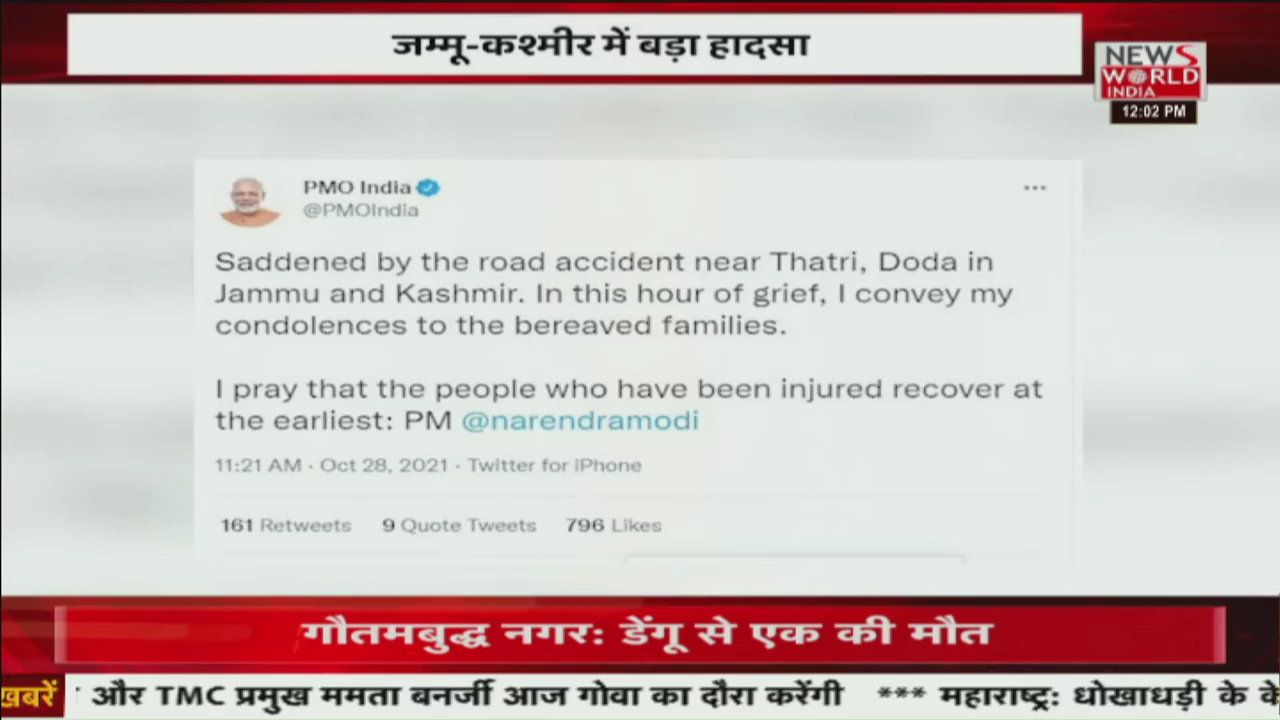 जम्मू-कश्मीर में बड़ा हादसा
NEWS
WORLD
INDIA
12:02 PM
PMO India
@PMOIndia
Saddened by the road accident near Thatri, Doda in
Jammu and Kashmir. In this hour of grief, I convey my
condolences to the bereaved families.
I pray that the people who have been injured recover at
the earliest: PM @narendramodi
11:21 AM · Oct 28, 2021 · Twitter for iPhone
161 Retweets 9 Quote Tweets 796 Likes
गौतमबुद्ध नगर: डेंगू से एक की मौत
खबरें और TMC प्रमुख ममता बनर्जी आज गोवा का दौरा करेंगी *** महाराष्ट्र: धोखाधड़ी के के